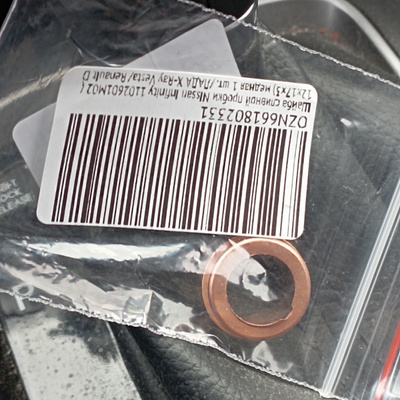 OZN661802331
Шайба сливной пробки Nissan Infinity 1102601M02 (
12x17x3) медная 1 шт. /ЛАДА X-Ray Vesta/ Renault D